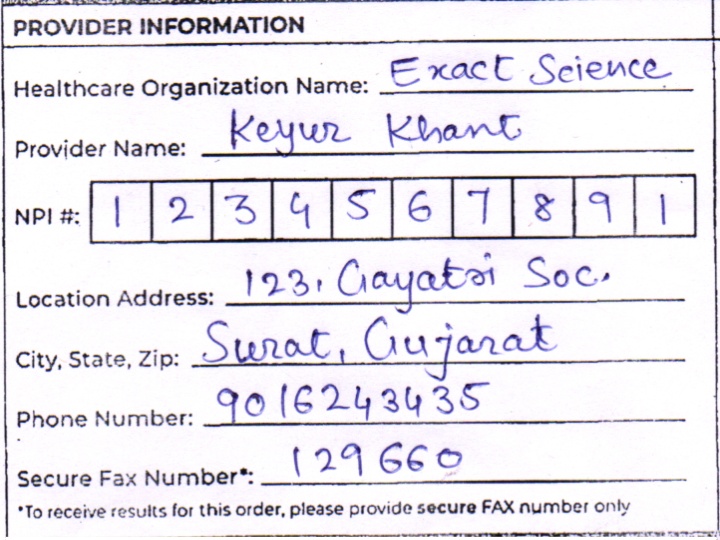 PROVIDER INFORMATION
Healthcare Organization Name: Exact Science
Provider Name: Keyur Khant
NPI #: 1 2 3 4 5 6 7 8 9 1
Location Address: 123, Gayatri Soc.
City, State, Zip: Surat, Gujarat
Phone Number: 9016243435
Secure Fax Number*: 129660
*To receive results for this order, please provide secure FAX number only